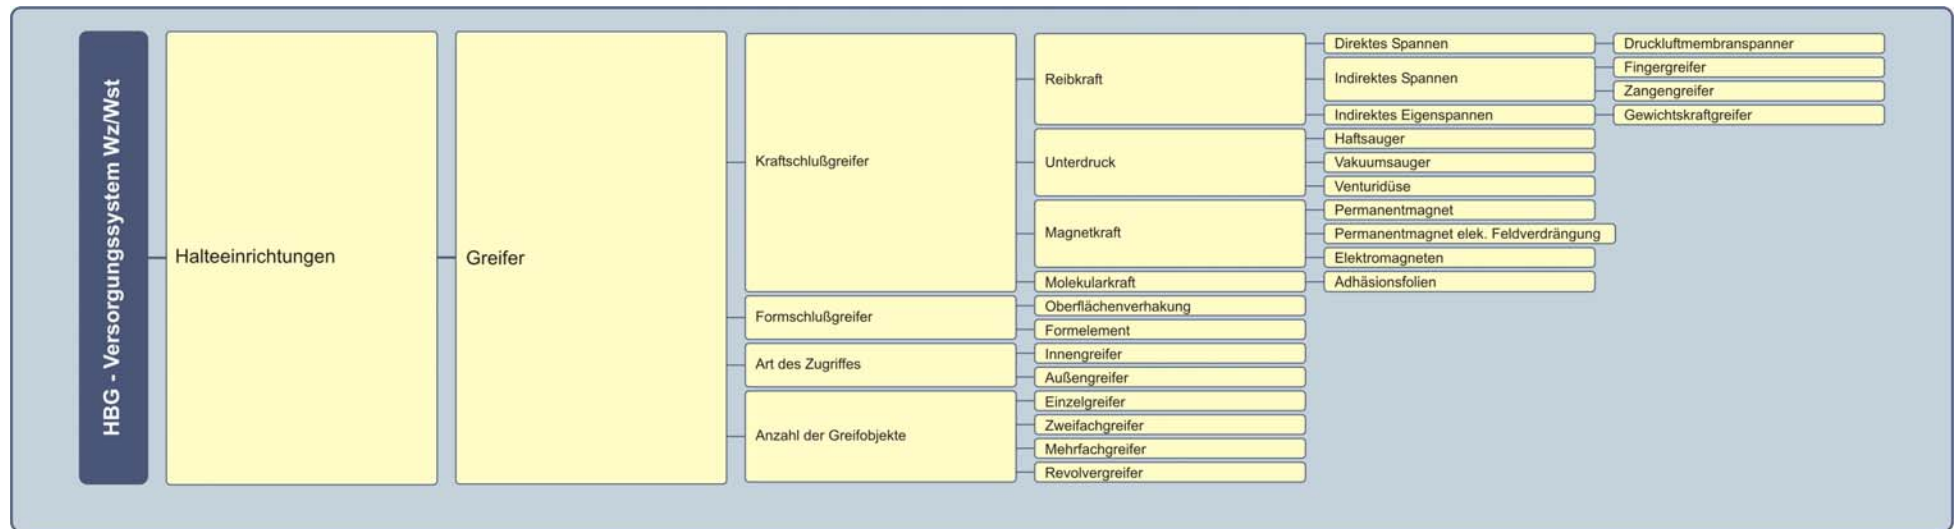 HBG - Versorgungssystem Wz/Wst
Halteeinrichtungen
Greifer
Kraftschlußgreifer
Reibkraft
Direktes Spannen
Druckluftmembranspanner
Indirektes Spannen
Fingergreifer
Zangengreifer
Indirektes Eigenspannen
Gewichtskraftgreifer
Unterdruck
Haftsauger
Vakuumsauger
Venturidüse
Magnetkraft
Permanentmagnet
Permanentmagnet elek. Feldverdrängung
Elektromagneten
Molekularkraft
Adhäsionsfolien
Formschlußgreifer
Oberflächenverhakung
Formelement
Art des Zugriffes
Innengreifer
Außengreifer
Anzahl der Greifobjekte
Einzelgreifer
Zweifachgreifer
Mehrfachgreifer
Revolvergreifer